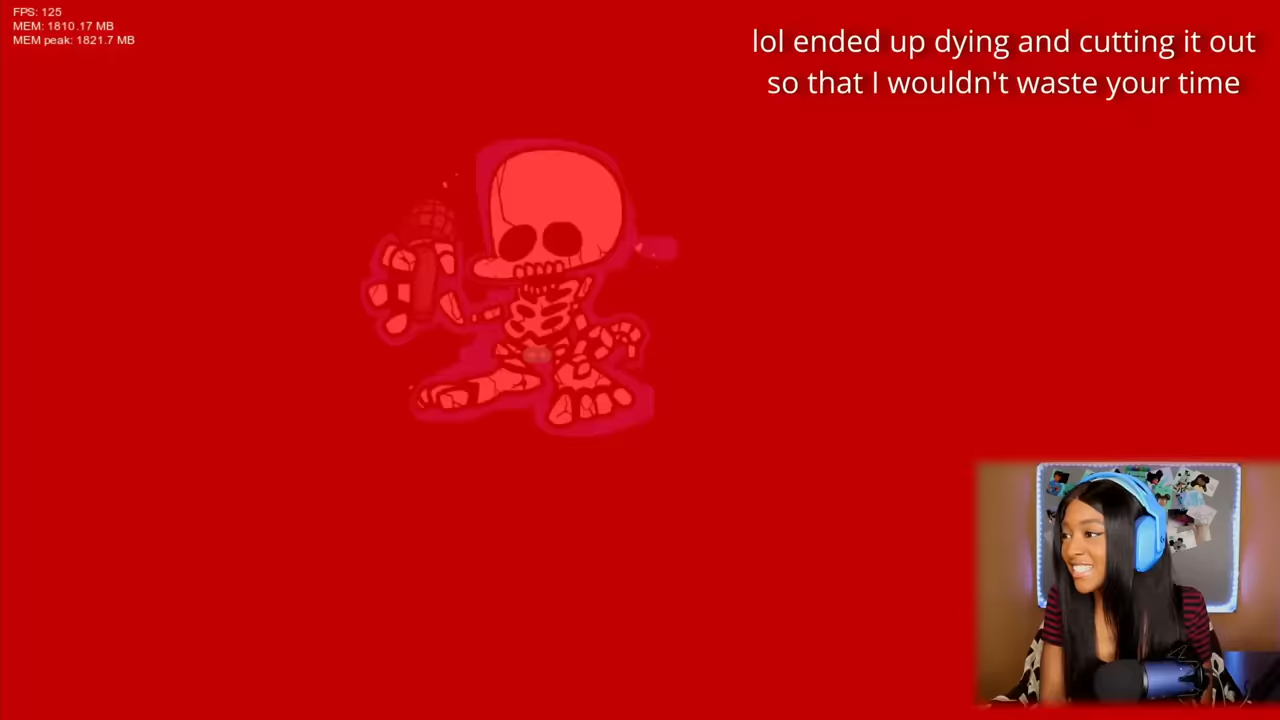 FPS: 125
MEM: 1810.17 MB
MEM peak: 1821.7 MB
lol ended up dying and cutting it out
so that I wouldn't waste your time